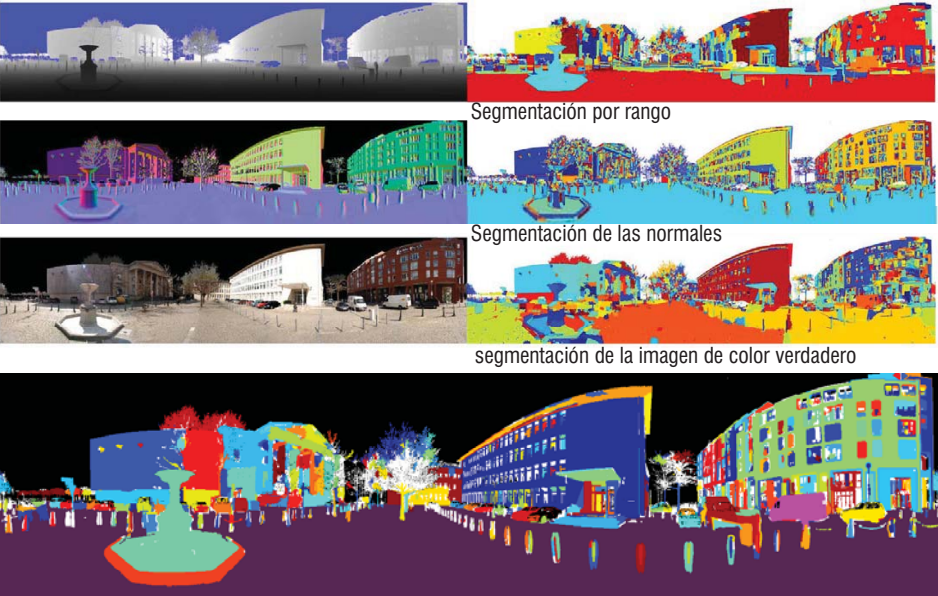 Segmentación por rango
Segmentación de las normales
segmentación de la imagen de color verdadero